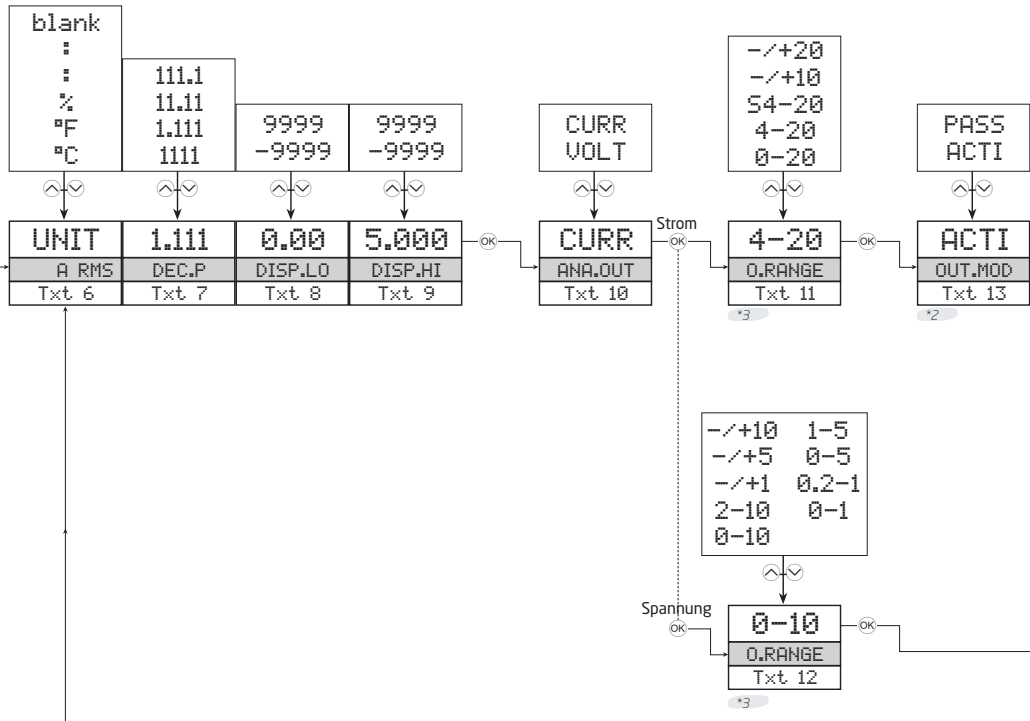 blank
:
:
%
°F
°C
111.1
11.11
1.111
1111
9999
-9999
9999
-9999
CURR
VOLT
-/+20
-/+10
S4-20
4-20
0-20
PASS
ACTI
UNIT
A RMS
Txt 6
1.111
DEC.P
Txt 7
0.00
DISP.LO
Txt 8
5.000
DISP.HI
Txt 9
OK
CURR
ANA.OUT
Txt 10
Strom
OK
4-20
O.RANGE
Txt 11
*3
OK
ACTI
OUT.MOD
Txt 13
*2
-/+10 1-5
-/+5 0-5
-/+1 0.2-1
2-10 0-1
0-10
Spannung
OK
0-10
O.RANGE
Txt 12
*3
OK